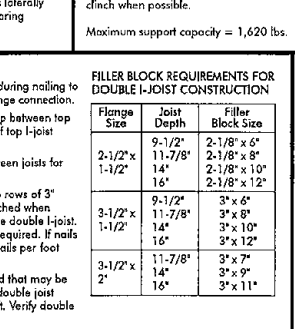 s laterally
aring
clinch when possible.
Maximum support capacity = 1,620 lbs.
during nailing to
nge connection.
p between top
f top I-joist
een joists for
o rows of 3"
ched when
e double I-joist.
equired. If nails
ails per foot
d that may be
double joist
t. Verify double
FILLER BLOCK REQUIREMENTS FOR
DOUBLE I-JOIST CONSTRUCTION
Flange Joist Filler
Size Depth Block Size
9-1/2" 2-1/8" x 6"
2-1/2" x 11-7/8" 2-1/8" x 8"
1-1/2" 14" 2-1/8" x 10"
16" 2-1/8" x 12"
9-1/2" 3" x 6"
3-1/2" x 11-7/8" 3" x 8"
1-1/2" 14" 3" x 10"
16" 3" x 12"
3-1/2" x 11-7/8" 3" x 7"
2" 14" 3" x 9"
16" 3" x 11"